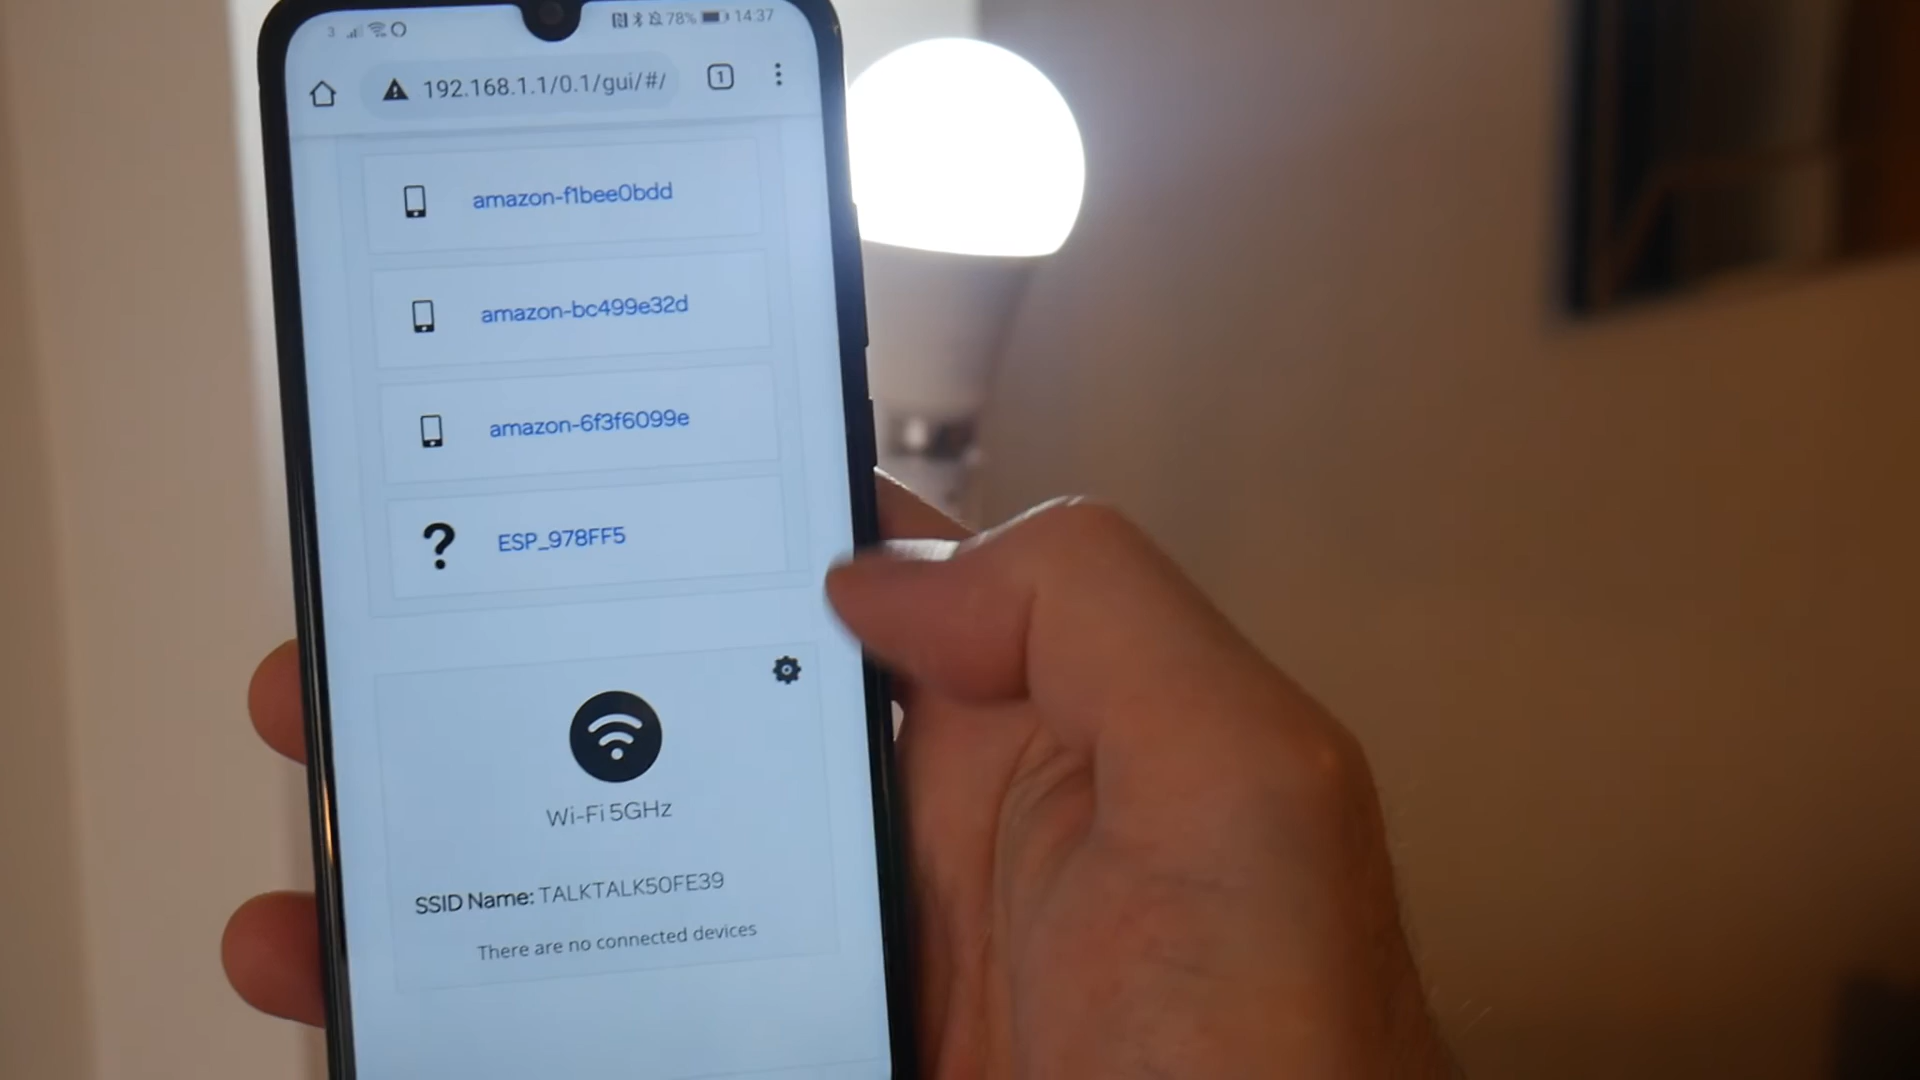 3 78% 14:37
192.168.1.1/0.1/gui/#/ 1
amazon-f1bee0bdd
amazon-bc499e32d
amazon-6f3f6099e
? ESP_978FF5
Wi-Fi 5GHz
SSID Name: TALKTALK50FE39
There are no connected devices